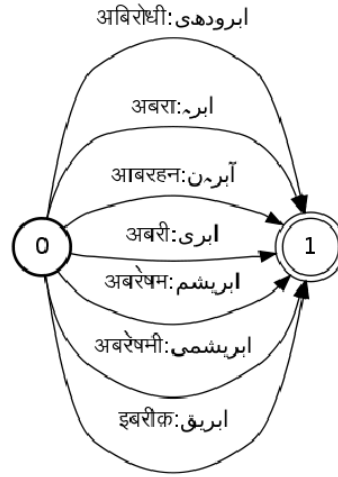 अबिरोधी:ابرودھی
अबरा:ابرہ
आबरहन:آبرہن
0
अबरी:ابری
1
अबरेषम:ابریشم
अबरेषमी:ابریشمی
इबरीक़:ابریق